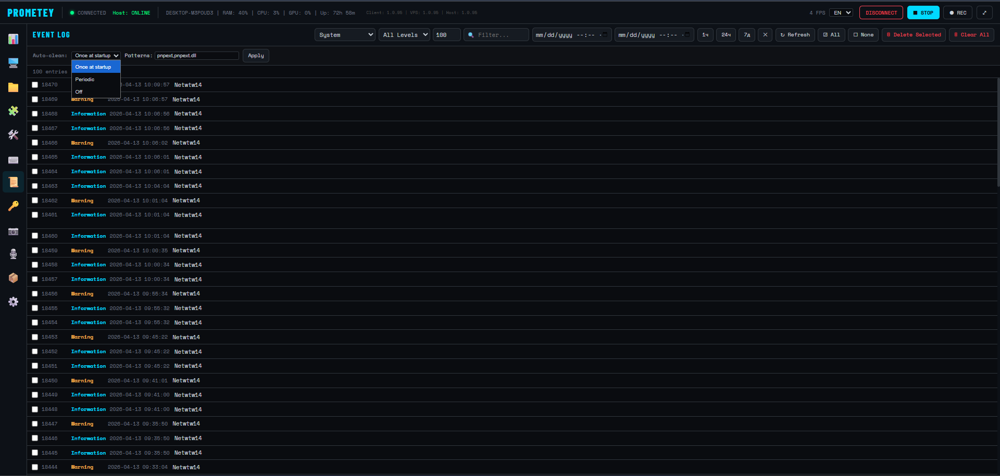 PROMETEY CONNECTED Host: ONLINE DESKTOP-M3POUD3 | RAM: 40% | CPU: 3% | GPU: 0% | Up: 72h 58m Client: 1.0.95 | VPS: 1.0.95 | Host: 1.0.95 4 FPS EN DISCONNECT STOP REC
EVENT LOG System All Levels 100 Filter... mm/dd/yyyy --:-- - mm/dd/yyyy --:-- - 1ч 24ч 7д × Refresh All None Delete Selected Clear All
Auto-clean: Once at startup Patterns: pnpext,pnpext.dll Apply
Once at startup
Periodic
Off
100 entries
18470 -04-13 10:09:57 Netwtw14
18469 Warning 2026-04-13 10:06:57 Netwtw14
18468 Information 2026-04-13 10:06:56 Netwtw14
18467 Information 2026-04-13 10:06:56 Netwtw14
18466 Warning 2026-04-13 10:06:02 Netwtw14
18465 Information 2026-04-13 10:06:01 Netwtw14
18464 Information 2026-04-13 10:06:01 Netwtw14
18463 Information 2026-04-13 10:04:04 Netwtw14
18462 Warning 2026-04-13 10:01:04 Netwtw14
18461 Information 2026-04-13 10:01:04 Netwtw14
18460 Information 2026-04-13 10:01:04 Netwtw14
18459 Warning 2026-04-13 10:00:35 Netwtw14
18458 Information 2026-04-13 10:00:34 Netwtw14
18457 Information 2026-04-13 10:00:34 Netwtw14
18456 Warning 2026-04-13 09:55:34 Netwtw14
18455 Information 2026-04-13 09:55:32 Netwtw14
18454 Information 2026-04-13 09:55:32 Netwtw14
18453 Warning 2026-04-13 09:45:22 Netwtw14
18452 Information 2026-04-13 09:45:22 Netwtw14
18451 Information 2026-04-13 09:45:22 Netwtw14
18450 Warning 2026-04-13 09:41:01 Netwtw14
18449 Information 2026-04-13 09:41:00 Netwtw14
18448 Information 2026-04-13 09:41:00 Netwtw14
18447 Warning 2026-04-13 09:35:50 Netwtw14
18446 Information 2026-04-13 09:35:50 Netwtw14
18445 Information 2026-04-13 09:35:50 Netwtw14
18444 Warning 2026-04-13 09:33:04 Netwtw14